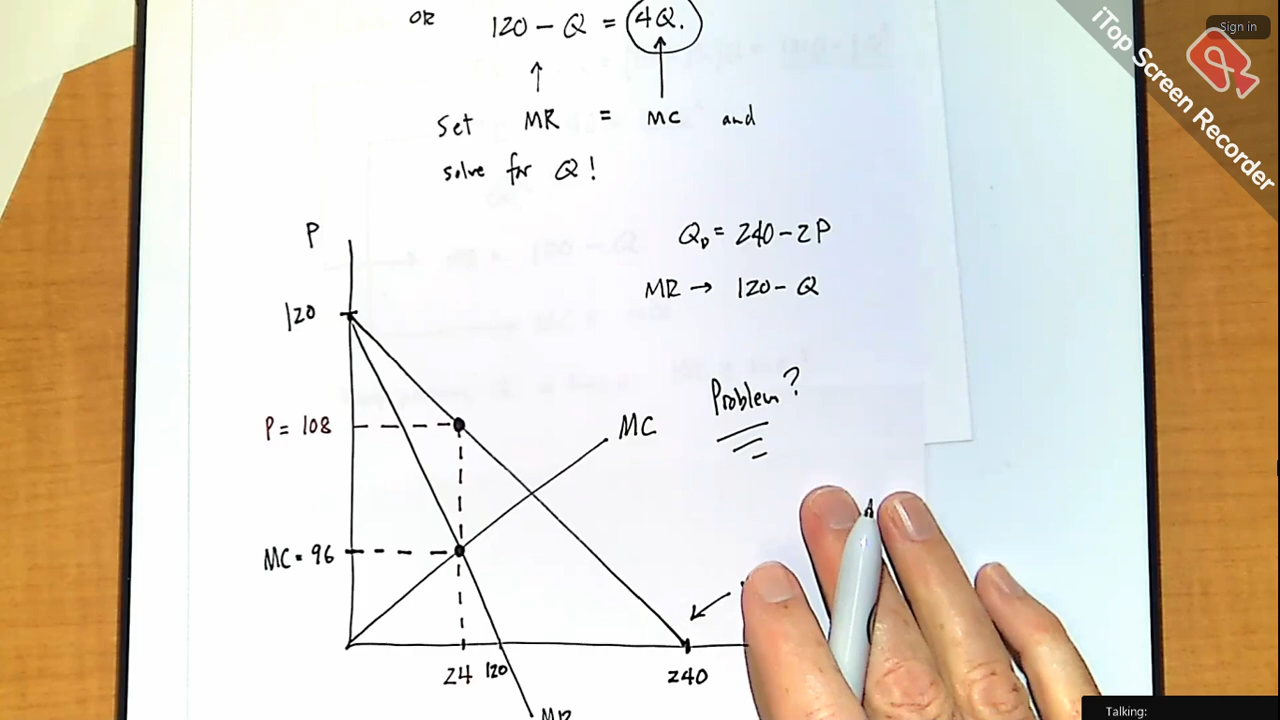 OR 120 - Q = 4Q.
Set MR = MC and
solve for Q!
P
Q_D = 240 - 2P
MR → 120 - Q
120
Problem?
P = 108
MC
MC = 96
24 120 240
MR
iTop Screen Recorder
Sign in
Talking: